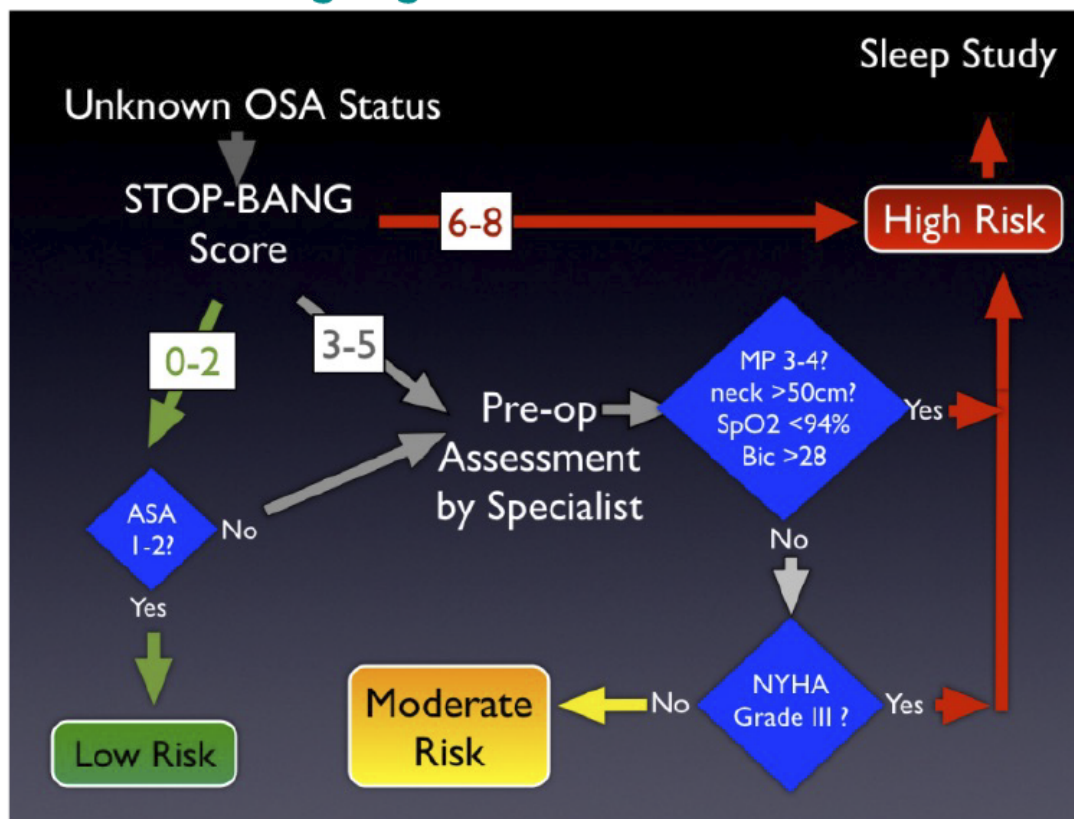 Sleep Study
Unknown OSA Status
STOP-BANG
Score
6-8
High Risk
0-2
3-5
MP 3-4?
neck >50cm?
SpO2 <94%
Bic >28
Yes
Pre-op
Assessment
by Specialist
ASA
1-2?
No
No
Yes
NYHA
Grade III ?
Yes
No
Moderate
Risk
Low Risk